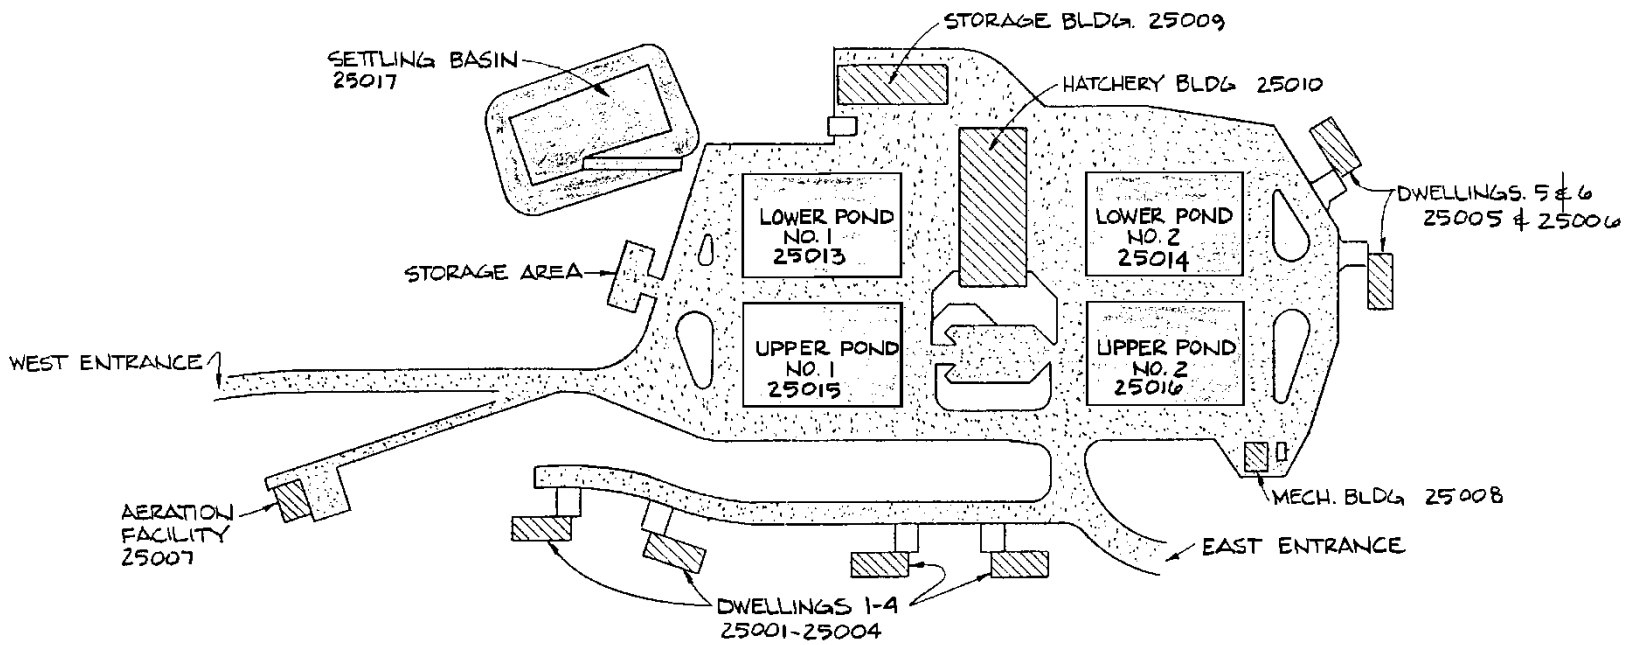 STORAGE BLDG. 25009
SETTLING BASIN
25017
HATCHERY BLDG 25010
DWELLINGS. 5 & 6
25005 & 25006
LOWER POND
NO. 1
25013
LOWER POND
NO. 2
25014
STORAGE AREA
UPPER POND
NO. 1
25015
UPPER POND
NO. 2
25016
WEST ENTRANCE
AERATION
FACILITY
25007
MECH. BLDG 25008
EAST ENTRANCE
DWELLINGS 1-4
25001-25004